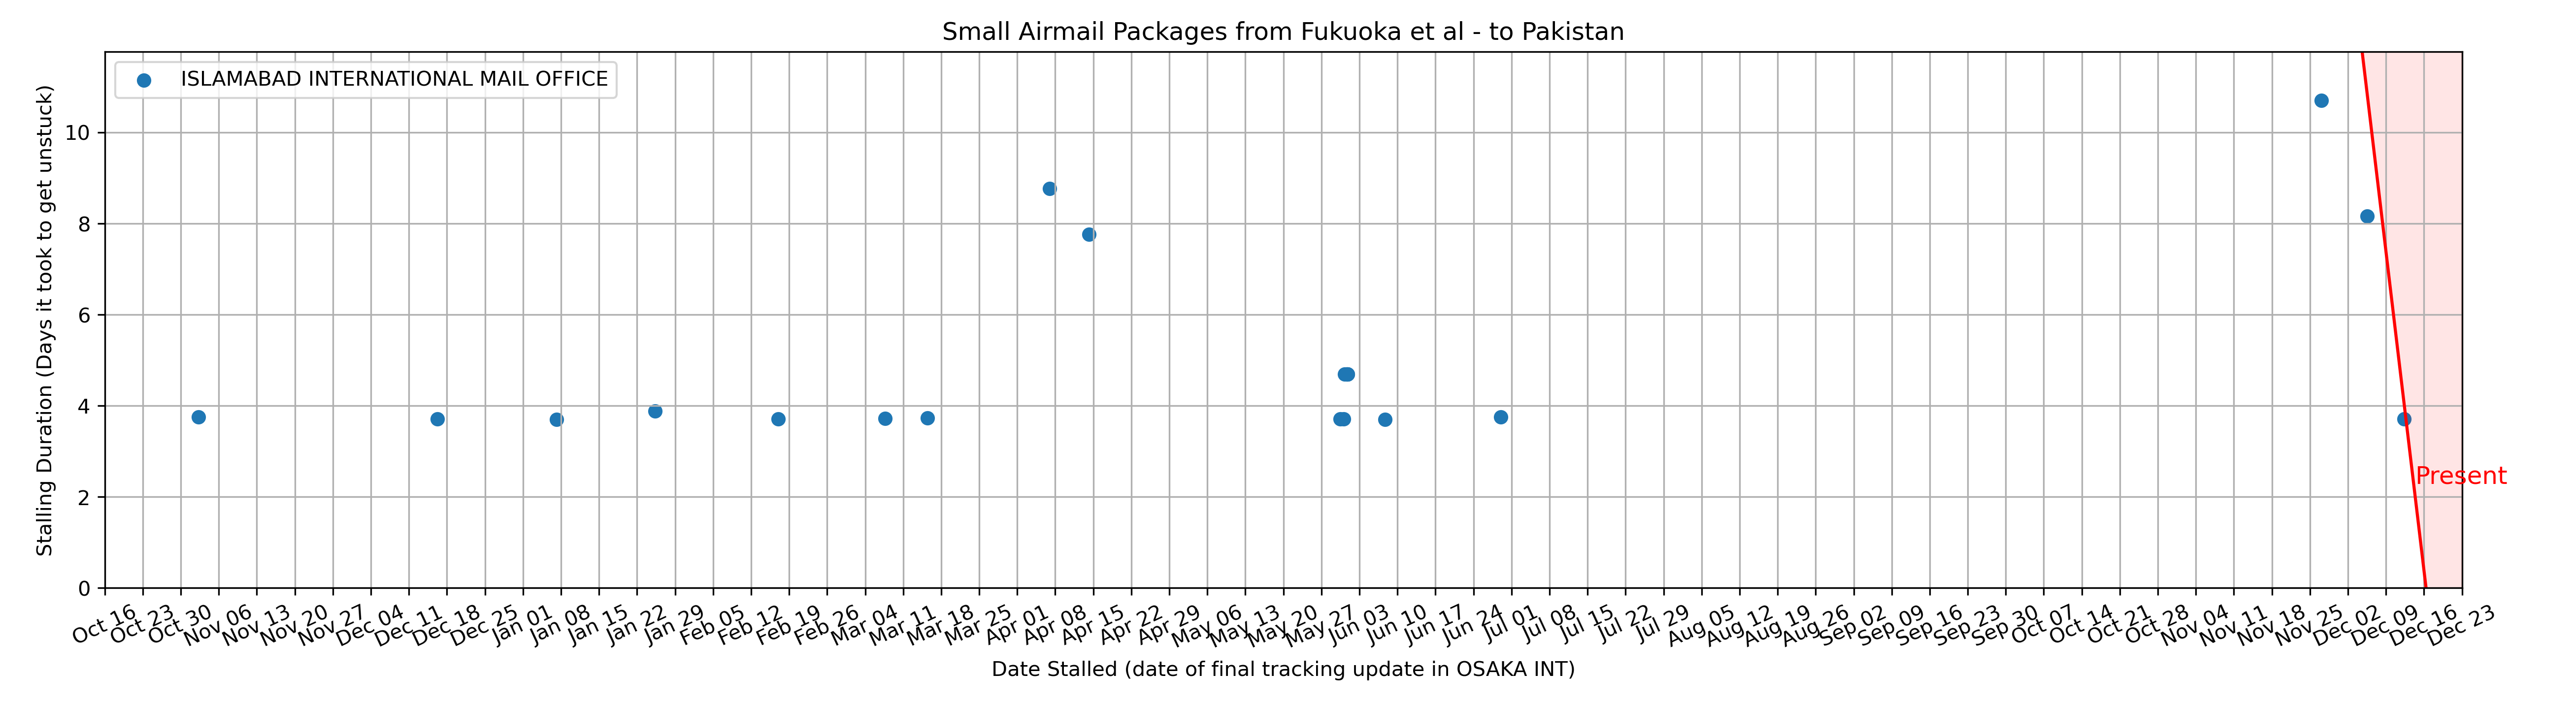 Small Airmail Packages from Fukuoka et al - to Pakistan
ISLAMABAD INTERNATIONAL MAIL OFFICE
Stalling Duration (Days it took to get unstuck)
10
8
6
4
2
0
Present
Oct 16
Oct 23
Oct 30
Nov 06
Nov 13
Nov 20
Nov 27
Dec 04
Dec 11
Dec 18
Dec 25
Jan 01
Jan 08
Jan 15
Jan 22
Jan 29
Feb 05
Feb 12
Feb 19
Feb 26
Mar 04
Mar 11
Mar 18
Mar 25
Apr 01
Apr 08
Apr 15
Apr 22
Apr 29
May 06
May 13
May 20
May 27
Jun 03
Jun 10
Jun 17
Jun 24
Jul 01
Jul 08
Jul 15
Jul 22
Jul 29
Aug 05
Aug 12
Aug 19
Aug 26
Sep 02
Sep 09
Sep 16
Sep 23
Sep 30
Oct 07
Oct 14
Oct 21
Oct 28
Nov 04
Nov 11
Nov 18
Nov 25
Dec 02
Dec 09
Dec 16
Dec 23
Date Stalled (date of final tracking update in OSAKA INT)